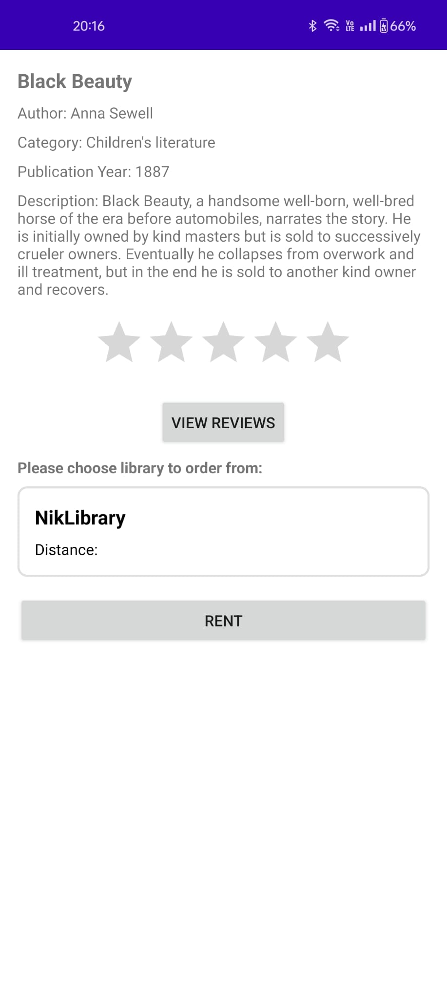 20:16
Vo
LTE
66%
Black Beauty
Author: Anna Sewell
Category: Children's literature
Publication Year: 1887
Description: Black Beauty, a handsome well-born, well-bred
horse of the era before automobiles, narrates the story. He
is initially owned by kind masters but is sold to successively
crueler owners. Eventually he collapses from overwork and
ill treatment, but in the end he is sold to another kind owner
and recovers.
VIEW REVIEWS
Please choose library to order from:
NikLibrary
Distance:
RENT